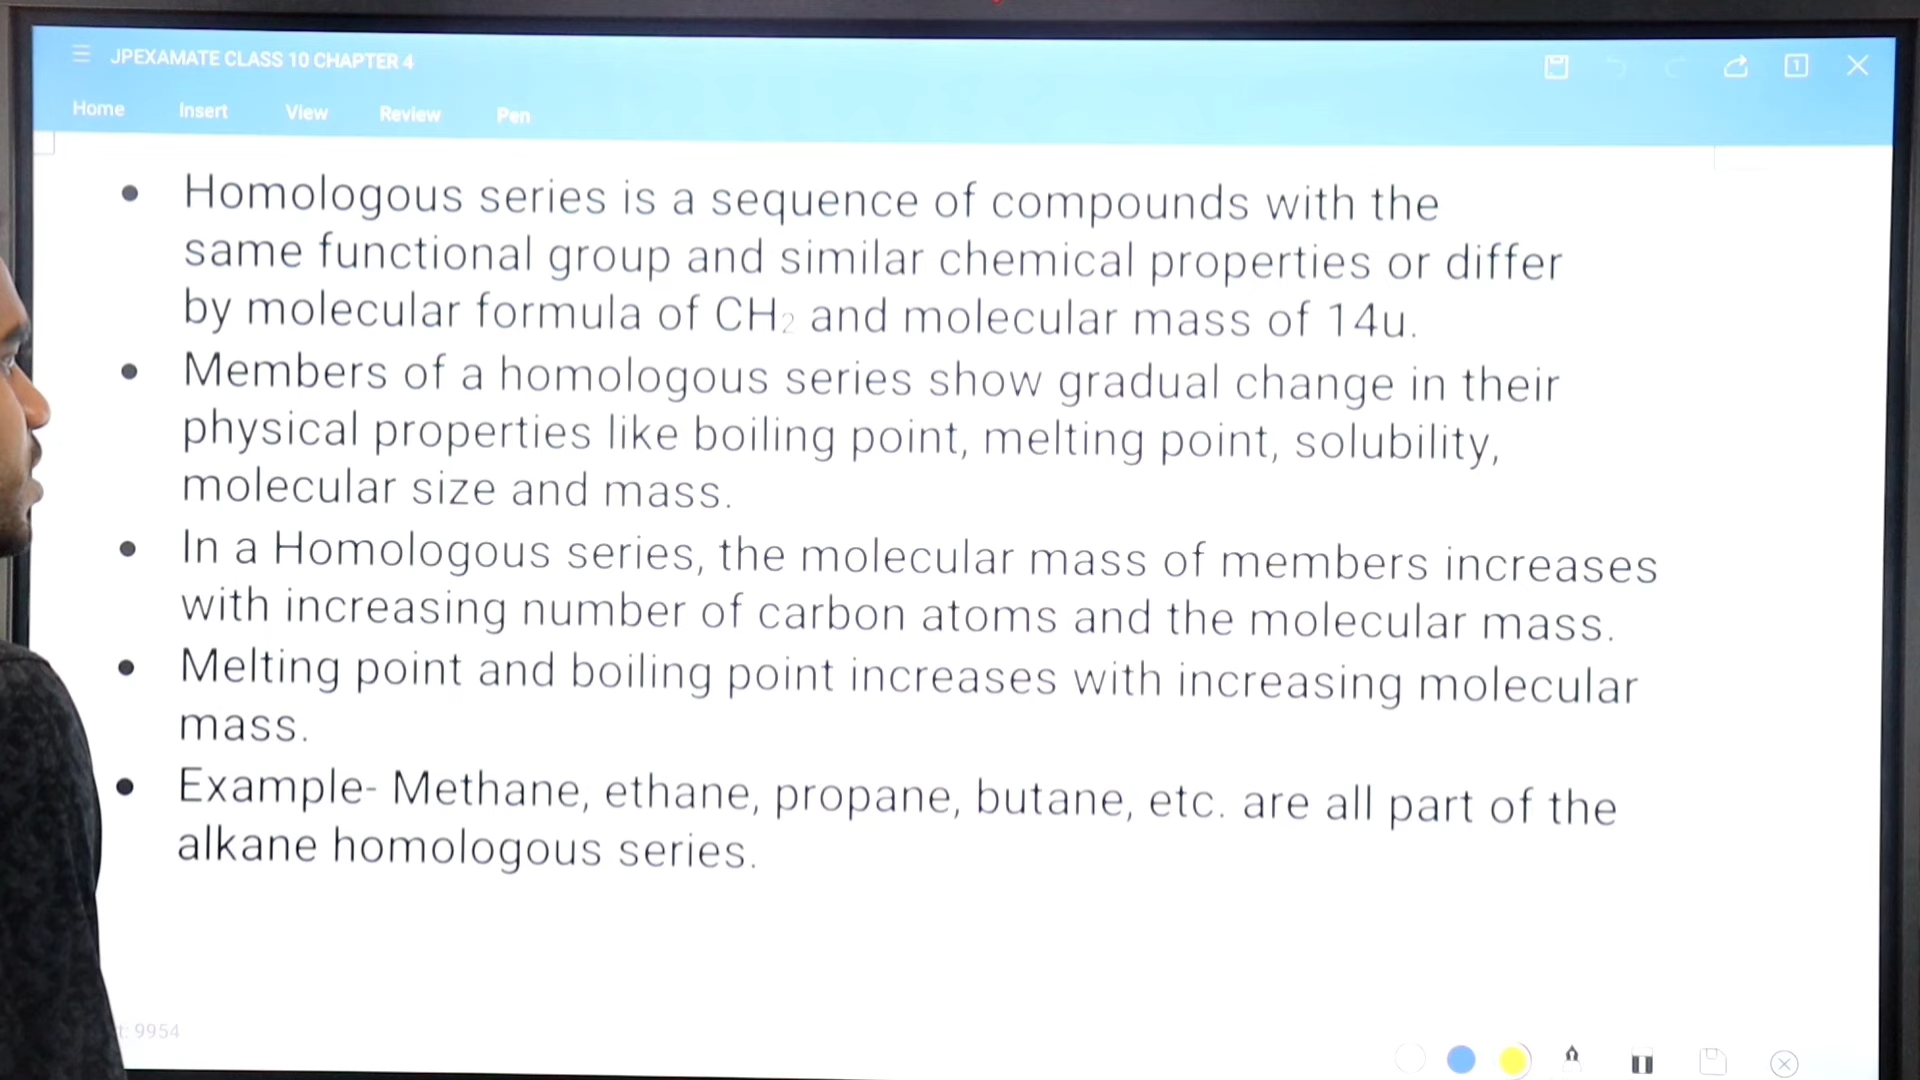 JPEXAMATE CLASS 10 CHAPTER 4
1
Home Insert View Review Pen
• Homologous series is a sequence of compounds with the
same functional group and similar chemical properties or differ
by molecular formula of CH₂ and molecular mass of 14u.
• Members of a homologous series show gradual change in their
physical properties like boiling point, melting point, solubility,
molecular size and mass.
• In a Homologous series, the molecular mass of members increases
with increasing number of carbon atoms and the molecular mass.
• Melting point and boiling point increases with increasing molecular
mass.
• Example- Methane, ethane, propane, butane, etc. are all part of the
alkane homologous series.
9954